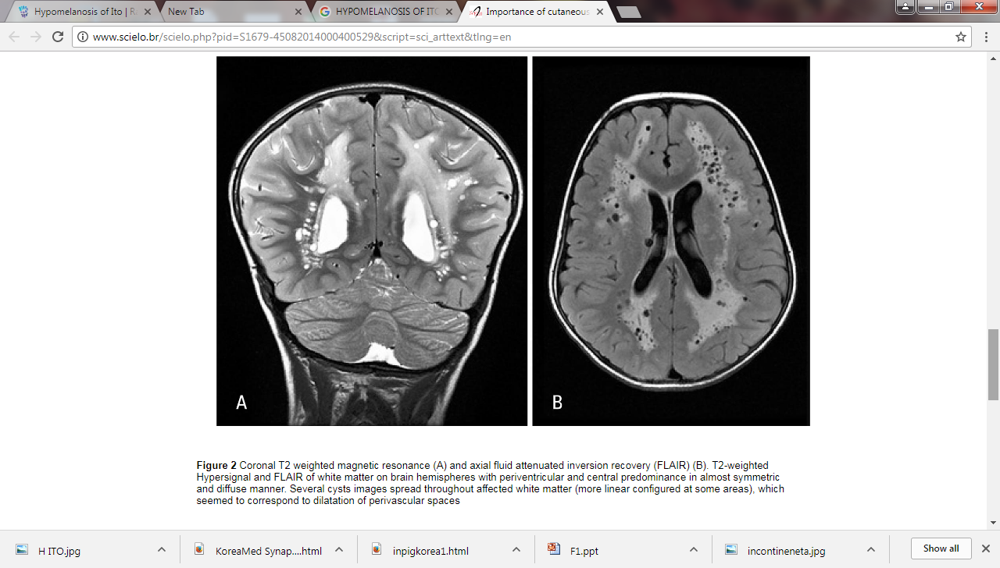 Hypomelanosis of Ito | Ra
New Tab
HYPOMELANOSIS OF ITO
Importance of cutaneous
www.scielo.br/scielo.php?pid=S1679-45082014000400529&script=sci_arttext&tlng=en
A
B
Figure 2 Coronal T2 weighted magnetic resonance (A) and axial fluid attenuated inversion recovery (FLAIR) (B). T2-weighted
Hypersignal and FLAIR of white matter on brain hemispheres with periventricular and central predominance in almost symmetric
and diffuse manner. Several cysts images spread throughout affected white matter (more linear configured at some areas), which
seemed to correspond to dilatation of perivascular spaces
H ITO.jpg
KoreaMed Synap....html
inpigkorea1.html
F1.ppt
incontineneta.jpg
Show all